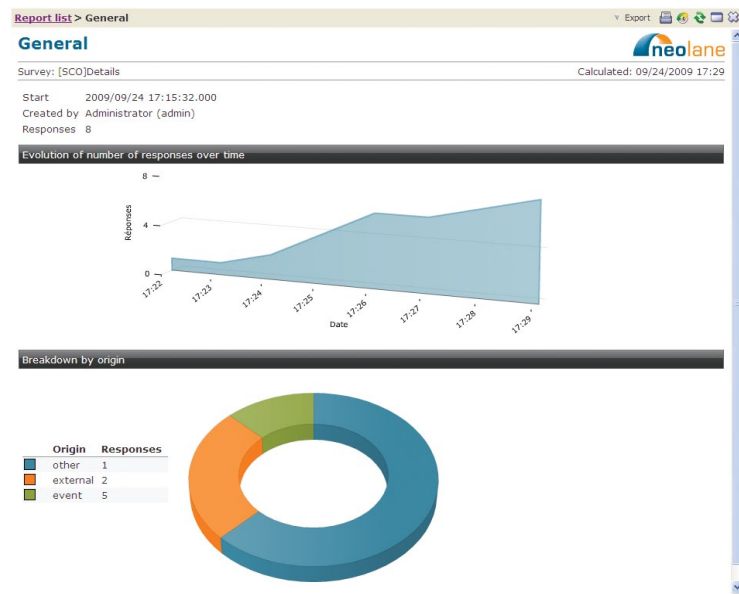 Report list > General
Export
General
neolane
Survey: [SCO]Details
Calculated: 09/24/2009 17:29
Start 2009/09/24 17:15:32.000
Created by Administrator (admin)
Responses 8
Evolution of number of responses over time
8
4
0
Réponses
17:22
17:23
17:24
17:25
17:26
17:27
17:28
17:29
Date
Breakdown by origin
Origin Responses
other 1
external 2
event 5